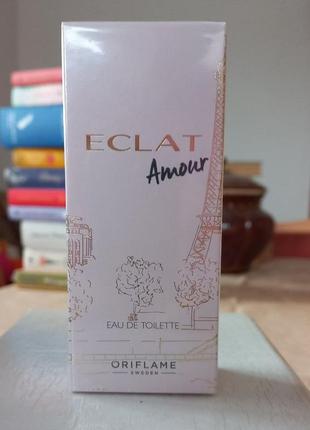 ECLAT
Amour
EAU DE TOILETTE
ORIFLAME
SWEDEN